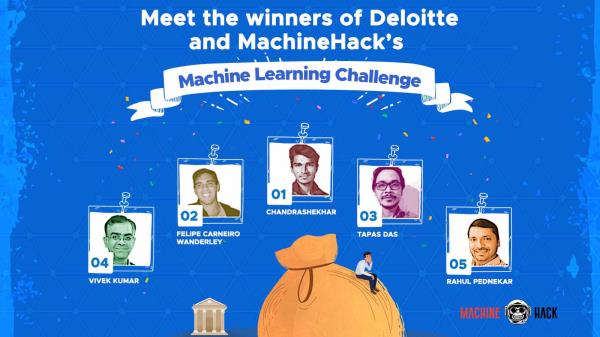 Meet the winners of Deloitte
and MachineHack's
Machine Learning Challenge
01
CHANDRASHEKHAR
02
FELIPE CARNEIRO
WANDERLEY
03
TAPAS DAS
04
VIVEK KUMAR
05
RAHUL PEDNEKAR
MACHINE HACK